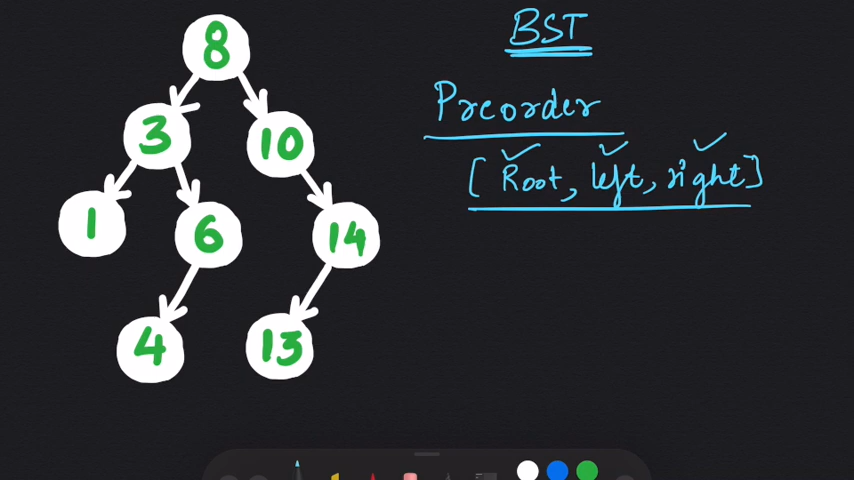 BST
Preorder
[Root, left, right]
8
3 10
1 6 14
4 13